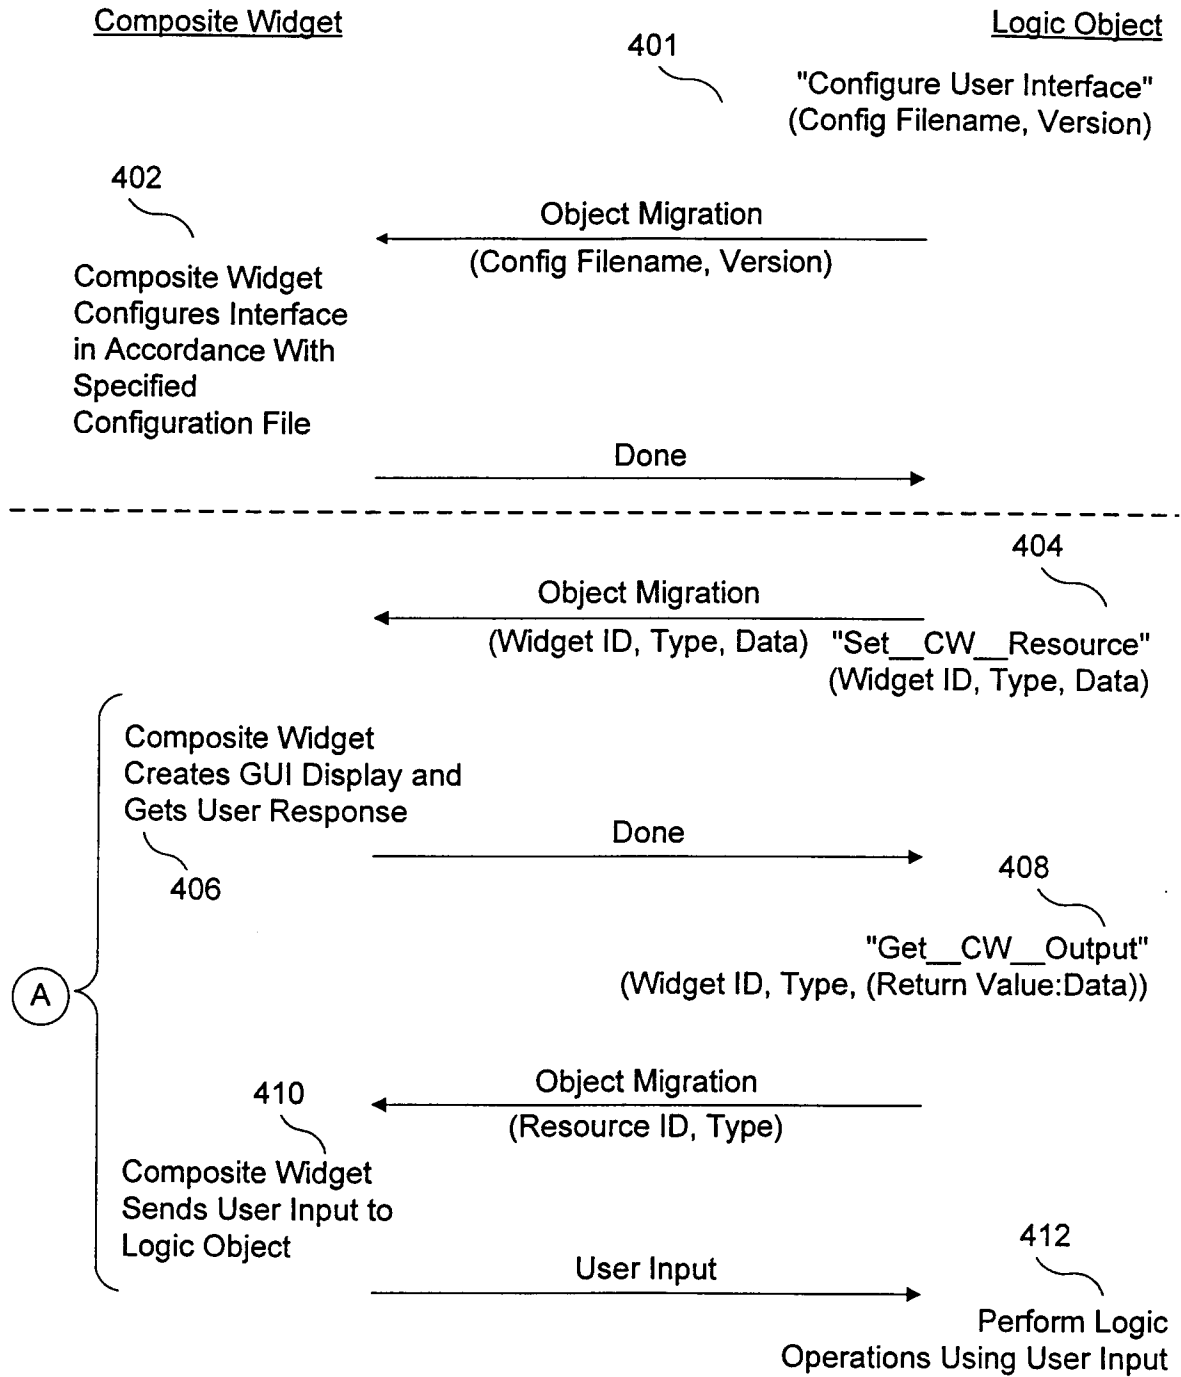 Composite Widget
Logic Object
401
"Configure User Interface"
(Config Filename, Version)
402
Object Migration
(Config Filename, Version)
Composite Widget
Configures Interface
in Accordance With
Specified
Configuration File
Done
404
Object Migration
(Widget ID, Type, Data)
"Set__CW__Resource"
(Widget ID, Type, Data)
Composite Widget
Creates GUI Display and
Gets User Response
Done
406
408
"Get__CW__Output"
(Widget ID, Type, (Return Value:Data))
A
Object Migration
(Resource ID, Type)
410
Composite Widget
Sends User Input to
Logic Object
User Input
412
Perform Logic
Operations Using User Input